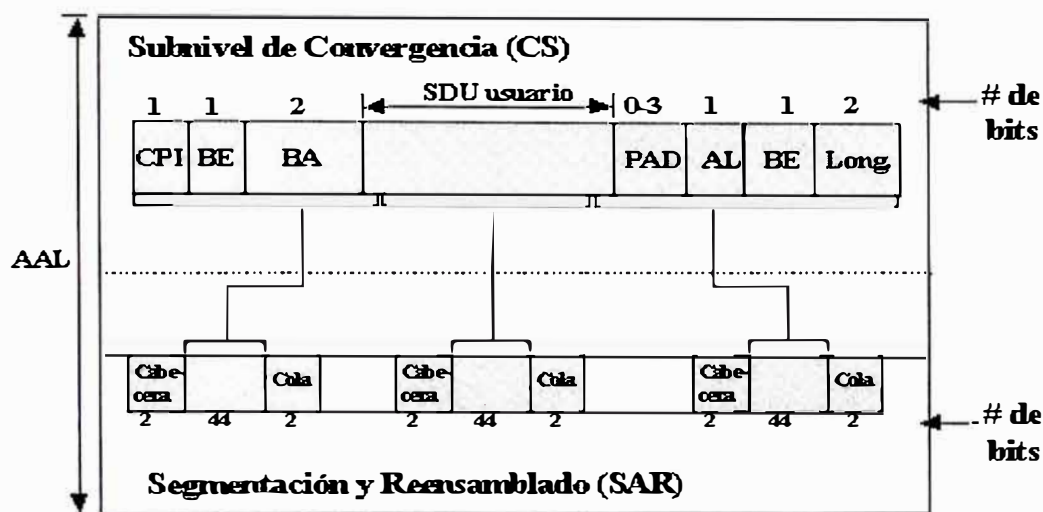 Subnivel de Convergencia (CS)
1 1 2 SDU usuario 0-3 1 1 2
# de
bits
CPI BE BA PAD AL BE Long.
AAL
Cabe-
cera
Cola
Cabe-
cera
Cola
Cabe-
cera
Cola
2 44 2 2 44 2 2 44 2
# de
bits
Segmentación y Reensamblado (SAR)